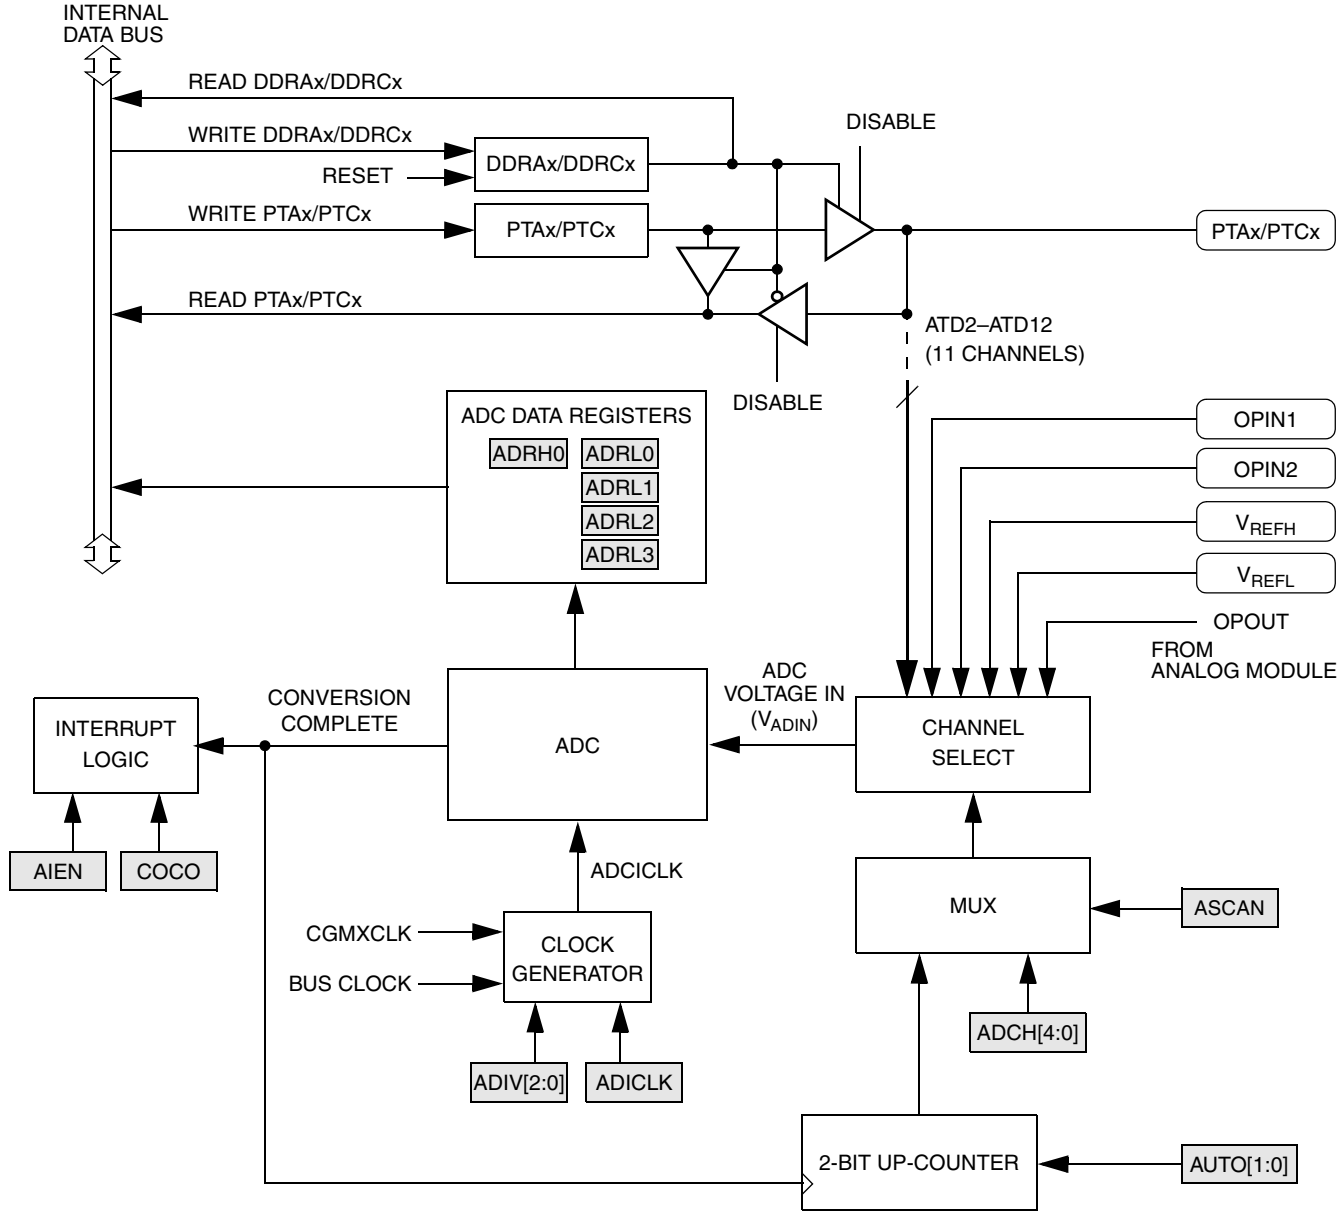 INTERNAL
DATA BUS
READ DDRAx/DDRCx
WRITE DDRAx/DDRCx
DISABLE
RESET
DDRAx/DDRCx
WRITE PTAx/PTCx
PTAx/PTCx
PTAx/PTCx
READ PTAx/PTCx
ATD2–ATD12
(11 CHANNELS)
DISABLE
ADC DATA REGISTERS
ADRH0
ADRL0
ADRL1
ADRL2
ADRL3
OPIN1
OPIN2
VREFH
VREFL
OPOUT
FROM
ANALOG MODULE
ADC
VOLTAGE IN
(VADIN)
CONVERSION
COMPLETE
INTERRUPT
LOGIC
ADC
CHANNEL
SELECT
AIEN
COCO
ADCICLK
MUX
ASCAN
CGMXCLK
BUS CLOCK
CLOCK
GENERATOR
ADCH[4:0]
ADIV[2:0]
ADICLK
2-BIT UP-COUNTER
AUTO[1:0]